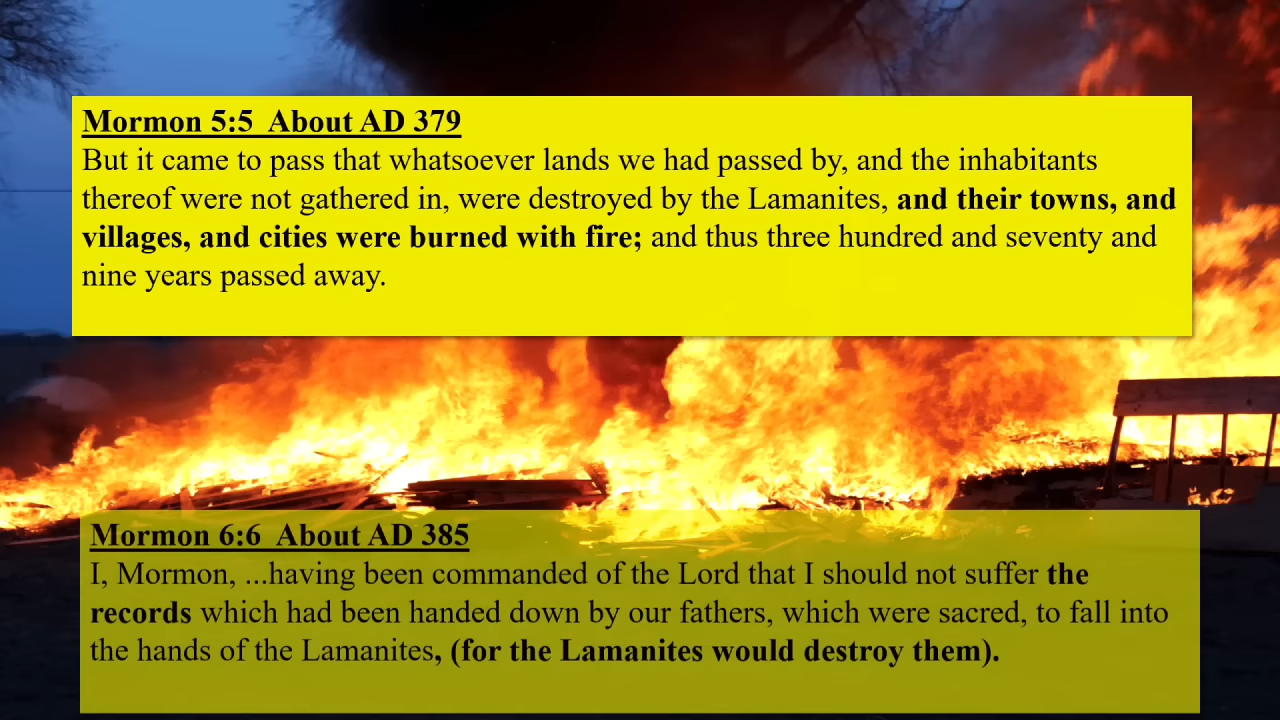 Mormon 5:5  About AD 379
But it came to pass that whatsoever lands we had passed by, and the inhabitants
thereof were not gathered in, were destroyed by the Lamanites, and their towns, and
villages, and cities were burned with fire; and thus three hundred and seventy and
nine years passed away.
Mormon 6:6  About AD 385
I, Mormon, ...having been commanded of the Lord that I should not suffer the
records which had been handed down by our fathers, which were sacred, to fall into
the hands of the Lamanites, (for the Lamanites would destroy them).